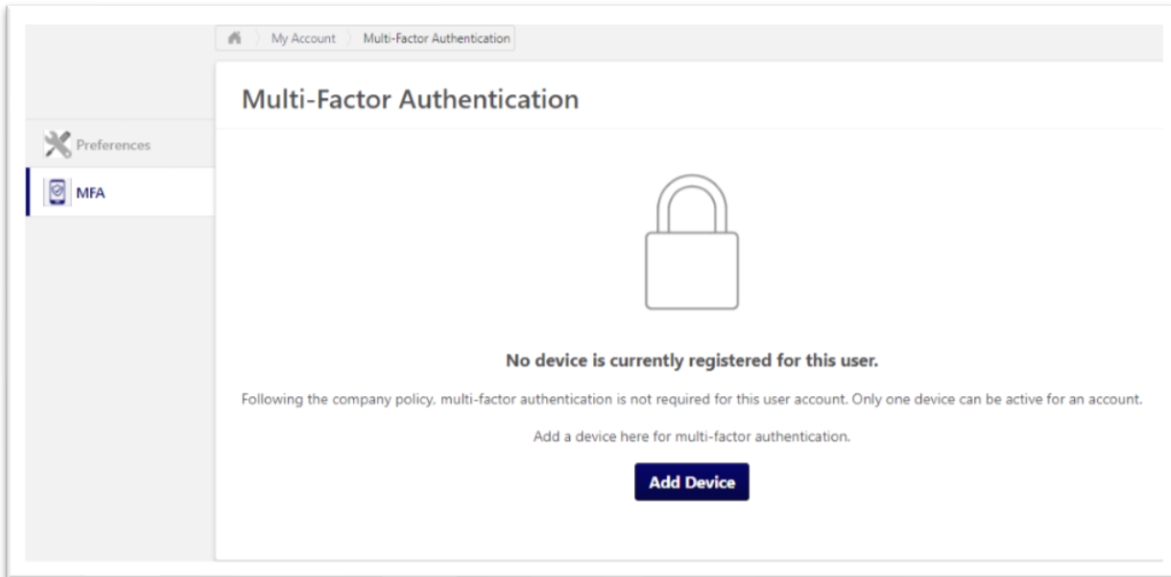 My Account Multi-Factor Authentication
Multi-Factor Authentication
Preferences
MFA
No device is currently registered for this user.
Following the company policy, multi-factor authentication is not required for this user account. Only one device can be active for an account.
Add a device here for multi-factor authentication.
Add Device